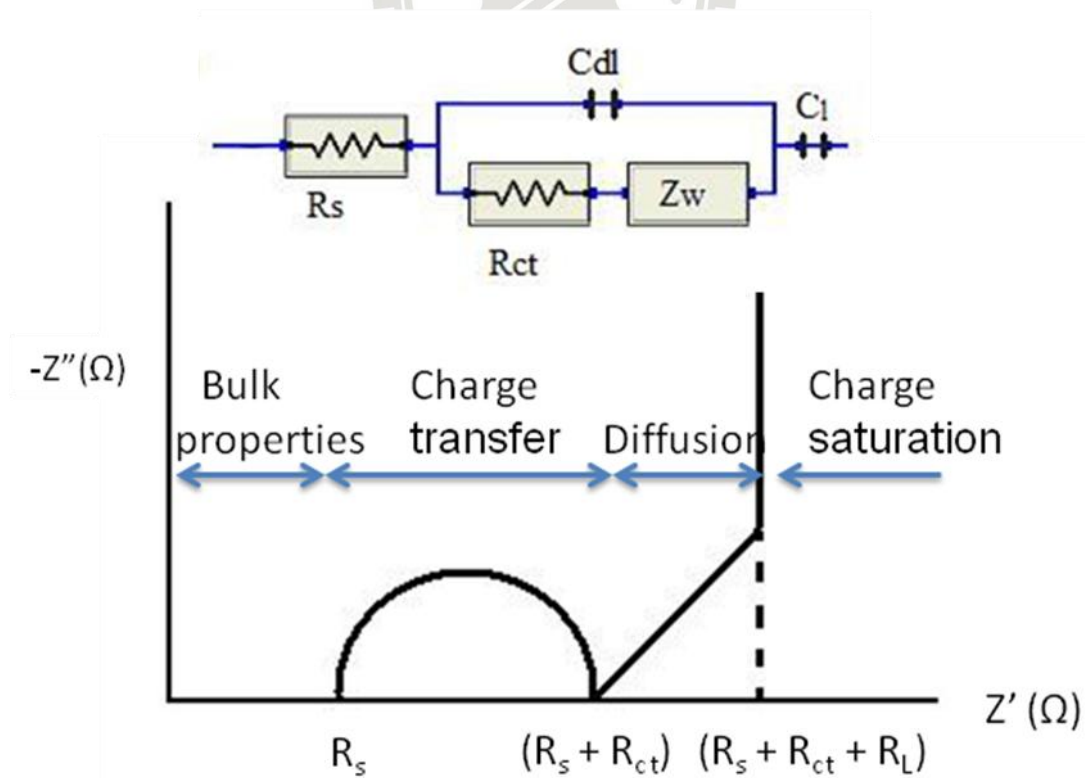 Cdl
Cl
Rs
Zw
Rct
-Z”(Ω)
Bulk
properties
Charge
transfer
Diffusion
Charge
saturation
Z’ (Ω)
Rs
(Rs + Rct)
(Rs + Rct + RL)